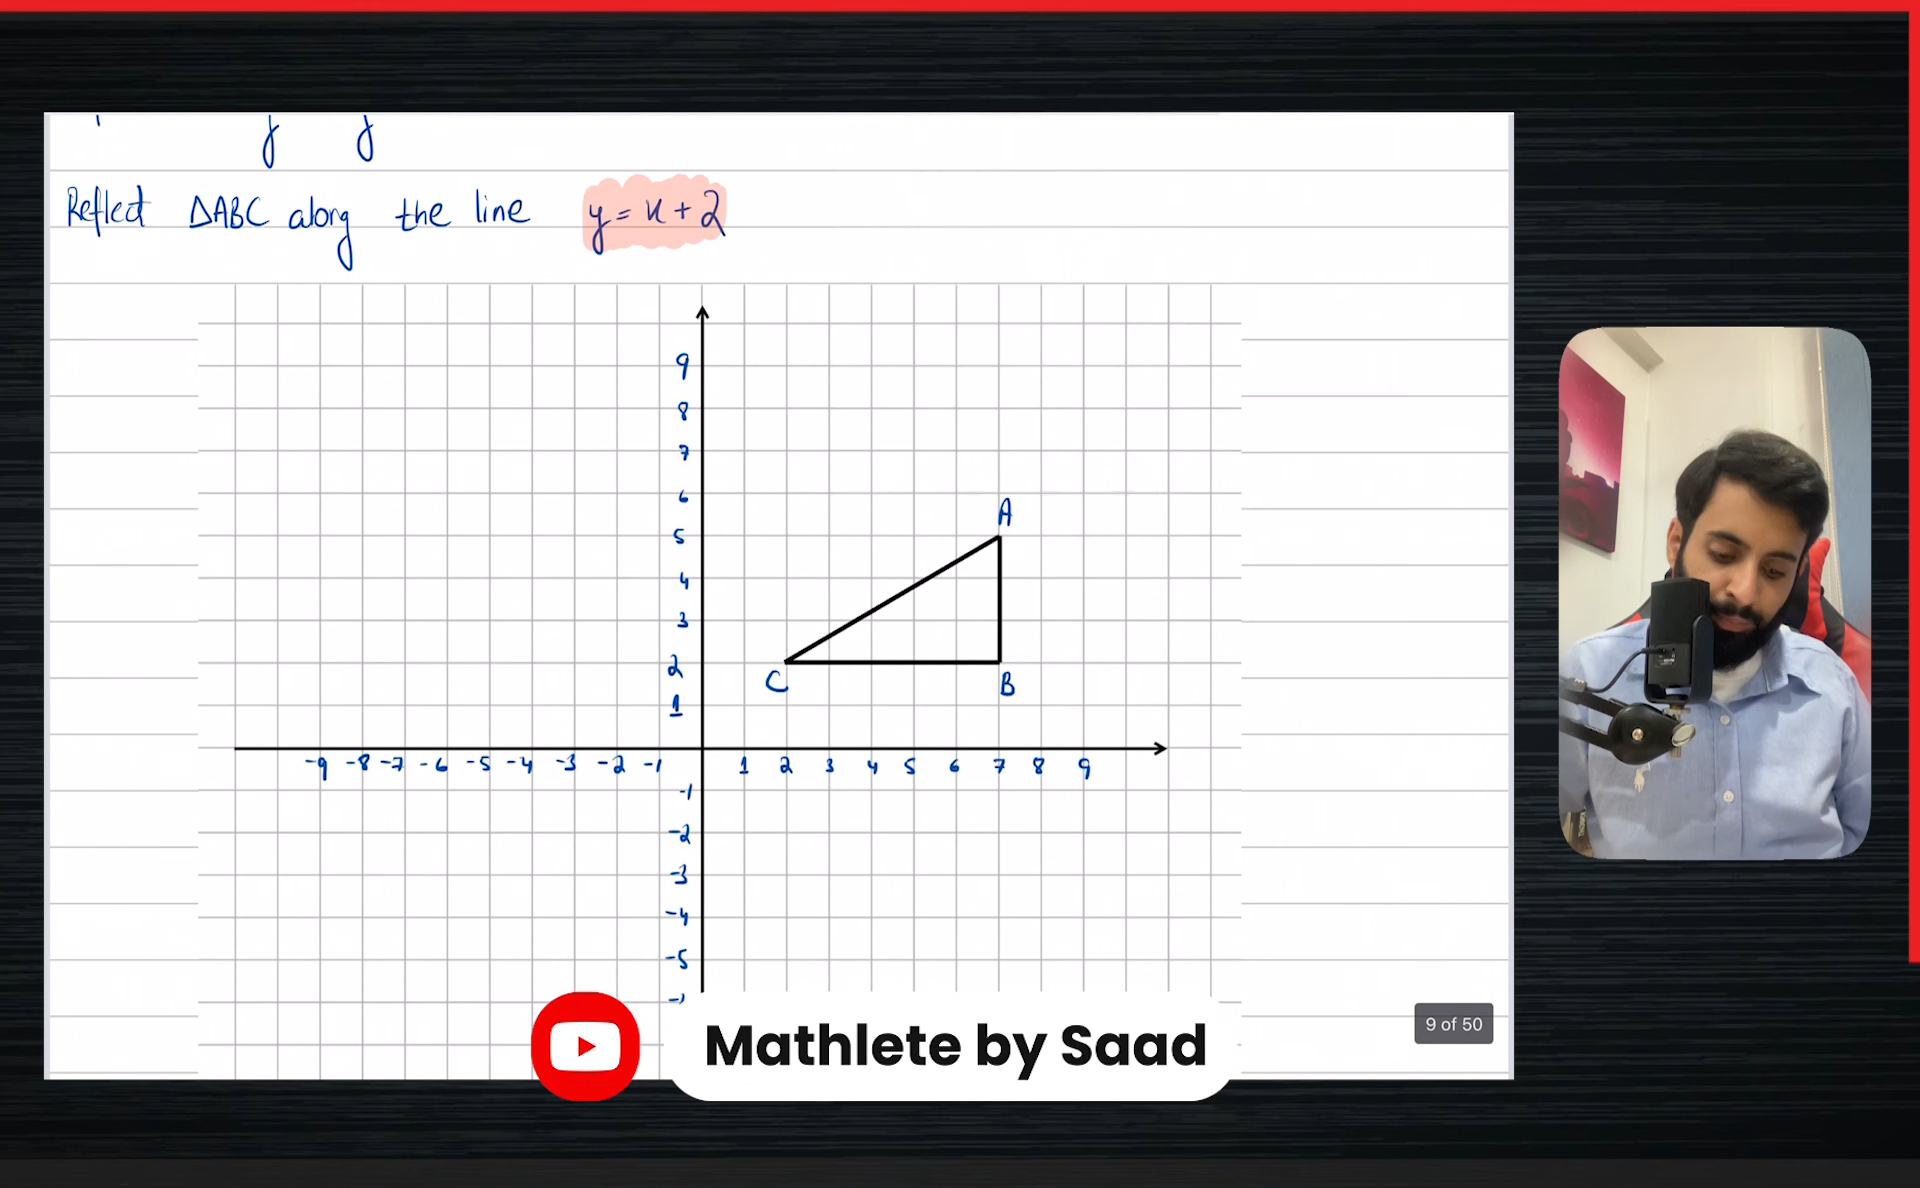 Reflect ΔABC along the line y = x + 2
9
8
7
6
5
4
3
2
1
A
C
B
-9 -8 -7 -6 -5 -4 -3 -2 -1 1 2 3 4 5 6 7 8 9
-1
-2
-3
-4
-5
9 of 50
Mathlete by Saad